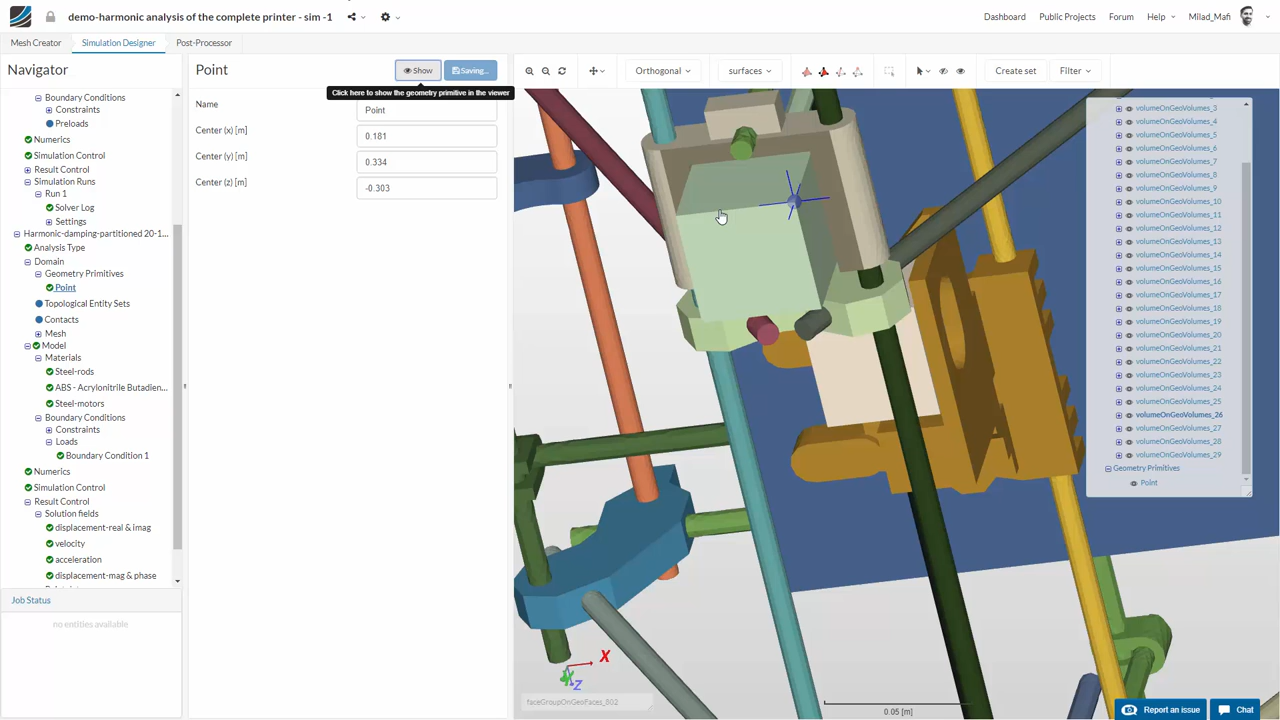 demo-harmonic analysis of the complete printer - sim -1
Dashboard
Public Projects
Forum
Help
Milad_Mafi
Mesh Creator
Simulation Designer
Post-Processor
Navigator
Boundary Conditions
Constraints
Preloads
Numerics
Simulation Control
Result Control
Simulation Runs
Run 1
Solver Log
Settings
Harmonic-damping-partitioned 20-1...
Analysis Type
Domain
Geometry Primitives
Point
Topological Entity Sets
Contacts
Mesh
Model
Materials
Steel-rods
ABS - Acrylonitrile Butadien...
Steel-motors
Boundary Conditions
Constraints
Loads
Boundary Condition 1
Numerics
Simulation Control
Result Control
Solution fields
displacement-real & imag
velocity
acceleration
displacement-mag & phase
Job Status
no entities available
Point
Show
Saving...
Click here to show the geometry primitive in the viewer
Name
Point
Center (x) [m]
0.181
Center (y) [m]
0.334
Center (z) [m]
-0.303
Orthogonal
surfaces
Create set
Filter
volumeOnGeoVolumes_3
volumeOnGeoVolumes_4
volumeOnGeoVolumes_5
volumeOnGeoVolumes_6
volumeOnGeoVolumes_7
volumeOnGeoVolumes_8
volumeOnGeoVolumes_9
volumeOnGeoVolumes_10
volumeOnGeoVolumes_11
volumeOnGeoVolumes_12
volumeOnGeoVolumes_13
volumeOnGeoVolumes_14
volumeOnGeoVolumes_15
volumeOnGeoVolumes_16
volumeOnGeoVolumes_17
volumeOnGeoVolumes_18
volumeOnGeoVolumes_19
volumeOnGeoVolumes_20
volumeOnGeoVolumes_21
volumeOnGeoVolumes_22
volumeOnGeoVolumes_23
volumeOnGeoVolumes_24
volumeOnGeoVolumes_25
volumeOnGeoVolumes_26
volumeOnGeoVolumes_27
volumeOnGeoVolumes_28
volumeOnGeoVolumes_29
Geometry Primitives
Point
X
Z
faceGroupOnGeoFaces_802
0.05 [m]
Report an issue
Chat